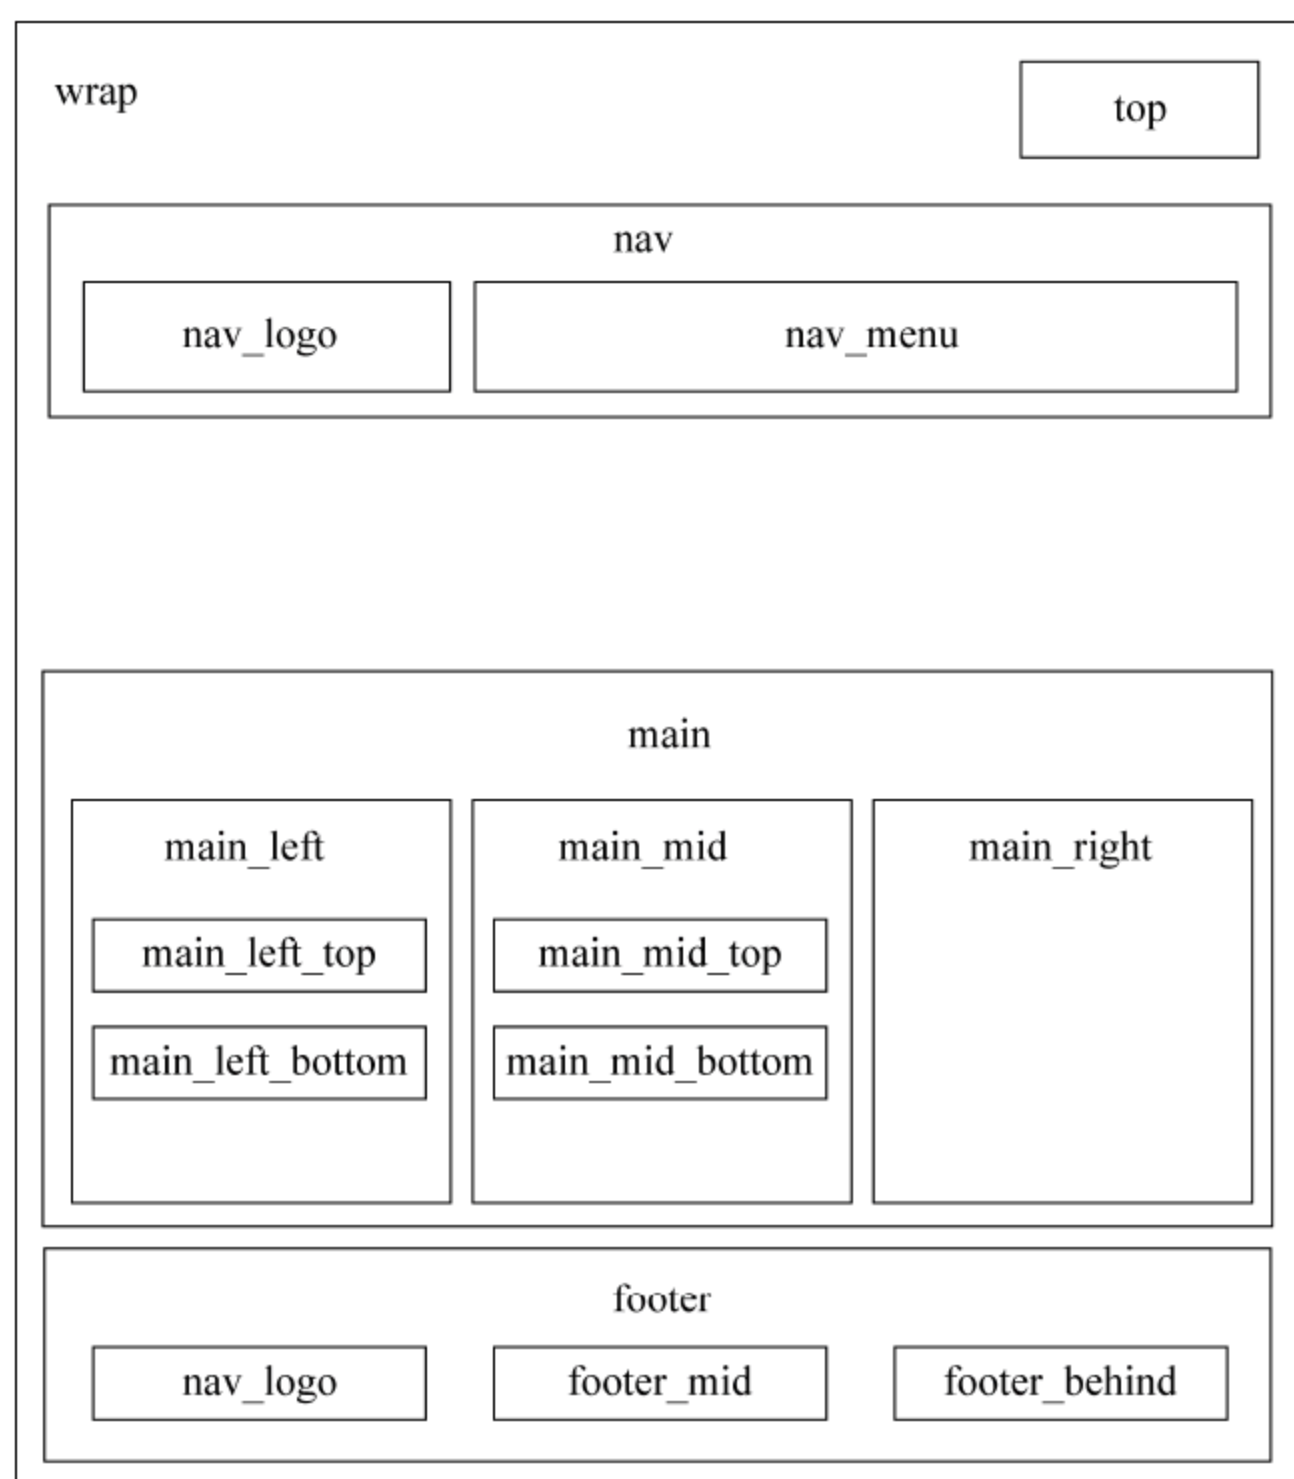 wrap
top
nav
nav_logo
nav_menu
main
main_left
main_mid
main_right
main_left_top
main_mid_top
main_left_bottom
main_mid_bottom
footer
nav_logo
footer_mid
footer_behind